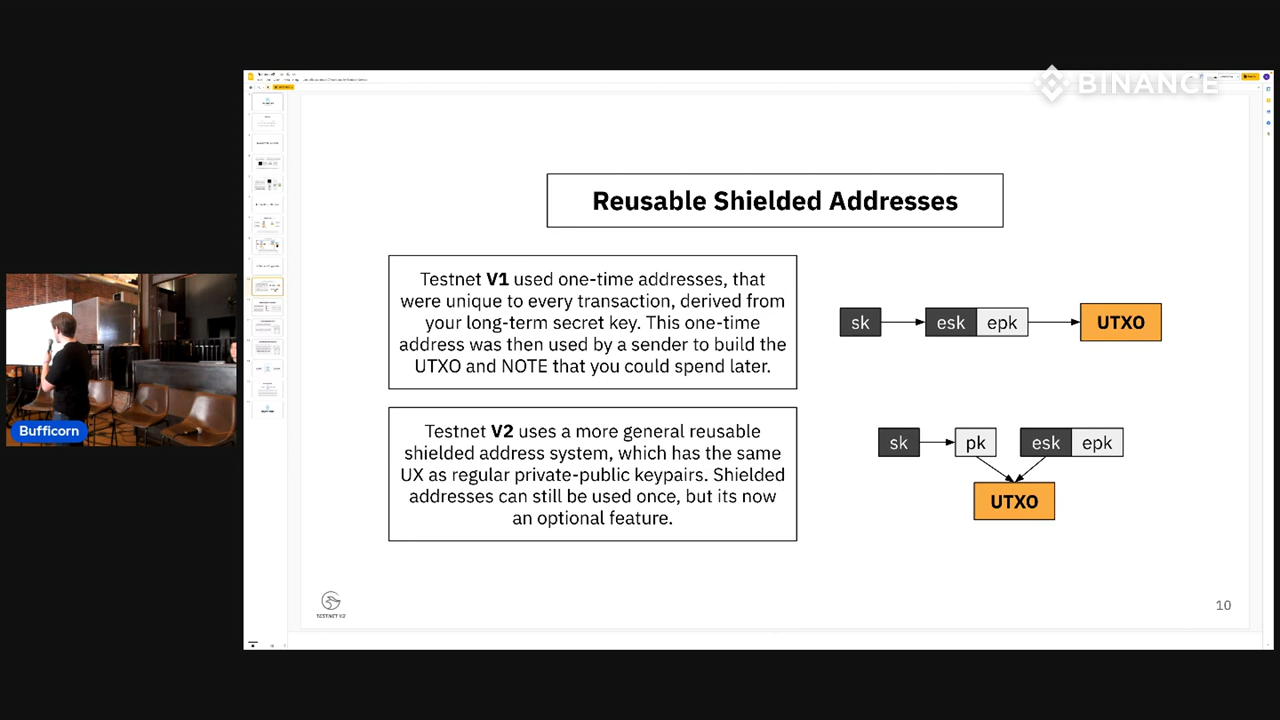 BINANCE
Reusable Shielded Addresses
Testnet V1 used one-time addresses, that
were unique to every transaction, derived from
your long-term secret key. This one-time
address was then used by a sender to build the
UTXO and NOTE that you could spend later.
sk
esk
epk
UTXO
Testnet V2 uses a more general reusable
shielded address system, which has the same
UX as regular private-public keypairs. Shielded
addresses can still be used once, but its now
an optional feature.
sk
pk
esk
epk
UTXO
Bufficorn
TESTNET V2
10